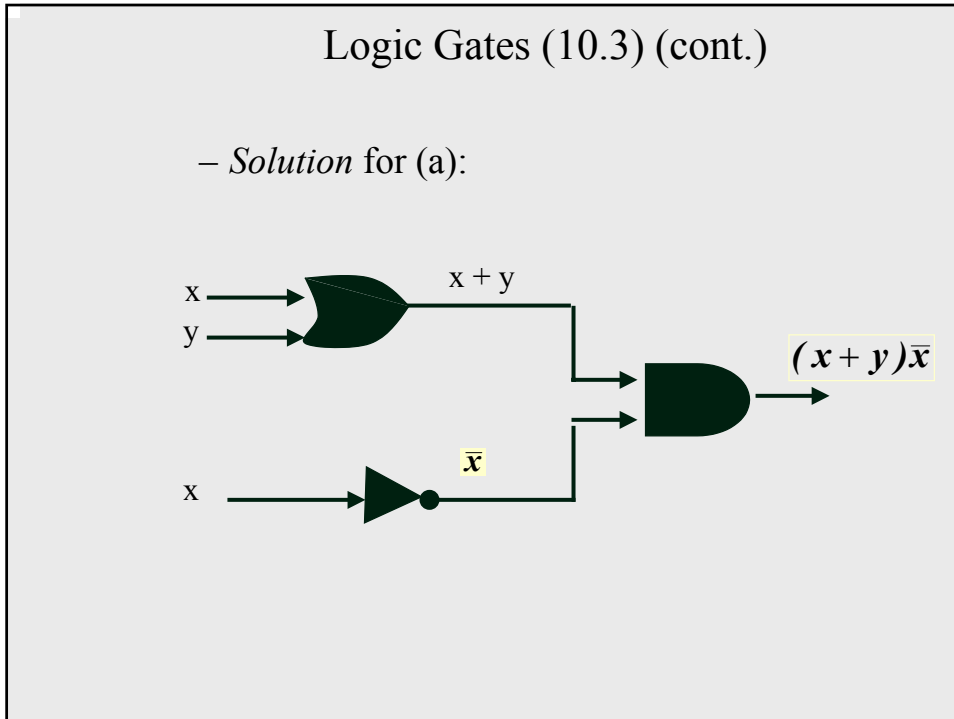 Logic Gates (10.3) (cont.)
– Solution for (a):
x
y
x + y
(x + y)x̅
x̅
x